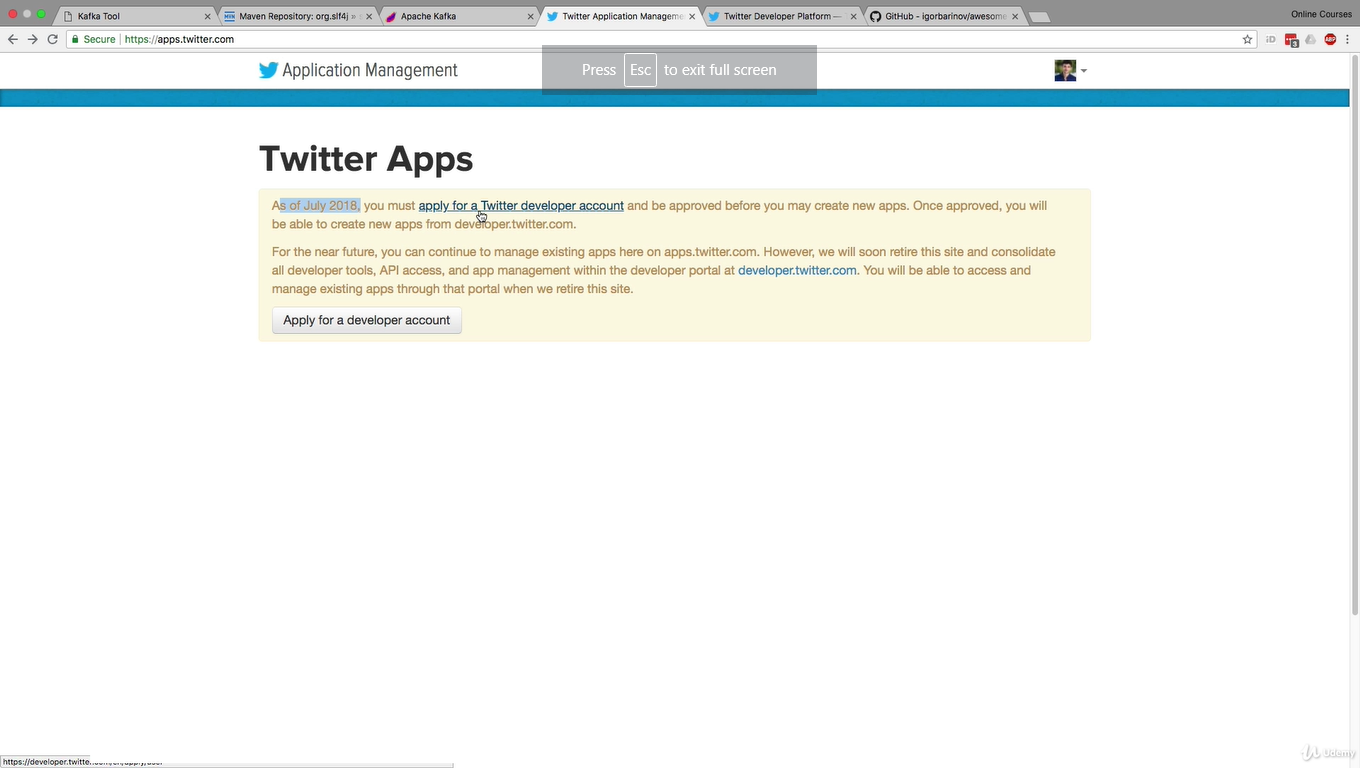 Kafka Tool
Maven Repository: org.slf4j »
Apache Kafka
Twitter Application Manageme
Twitter Developer Platform —
GitHub - igorbarinov/awesome
Online Courses
Secure
https://apps.twitter.com
iD
3
ABP
Application Management
Press Esc to exit full screen
Twitter Apps
As of July 2018, you must apply for a Twitter developer account and be approved before you may create new apps. Once approved, you will
be able to create new apps from developer.twitter.com.
For the near future, you can continue to manage existing apps here on apps.twitter.com. However, we will soon retire this site and consolidate
all developer tools, API access, and app management within the developer portal at developer.twitter.com. You will be able to access and
manage existing apps through that portal when we retire this site.
Apply for a developer account
Udemy